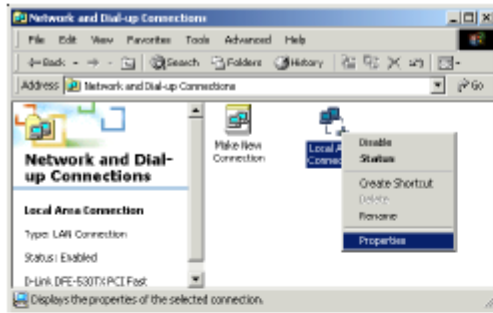 Network and Dial-up Connections
File Edit View Favorites Tools Advanced Help
Back Search Folders History
Address Network and Dial-up Connections Go
Network and Dial-up Connections
Local Area Connection
Type: LAN Connection
Status: Enabled
D-Link DFE-530TX PCI Fast
Make New Connection
Local A
Connec
Disable
Status
Create Shortcut
Delete
Rename
Properties
Displays the properties of the selected connection.